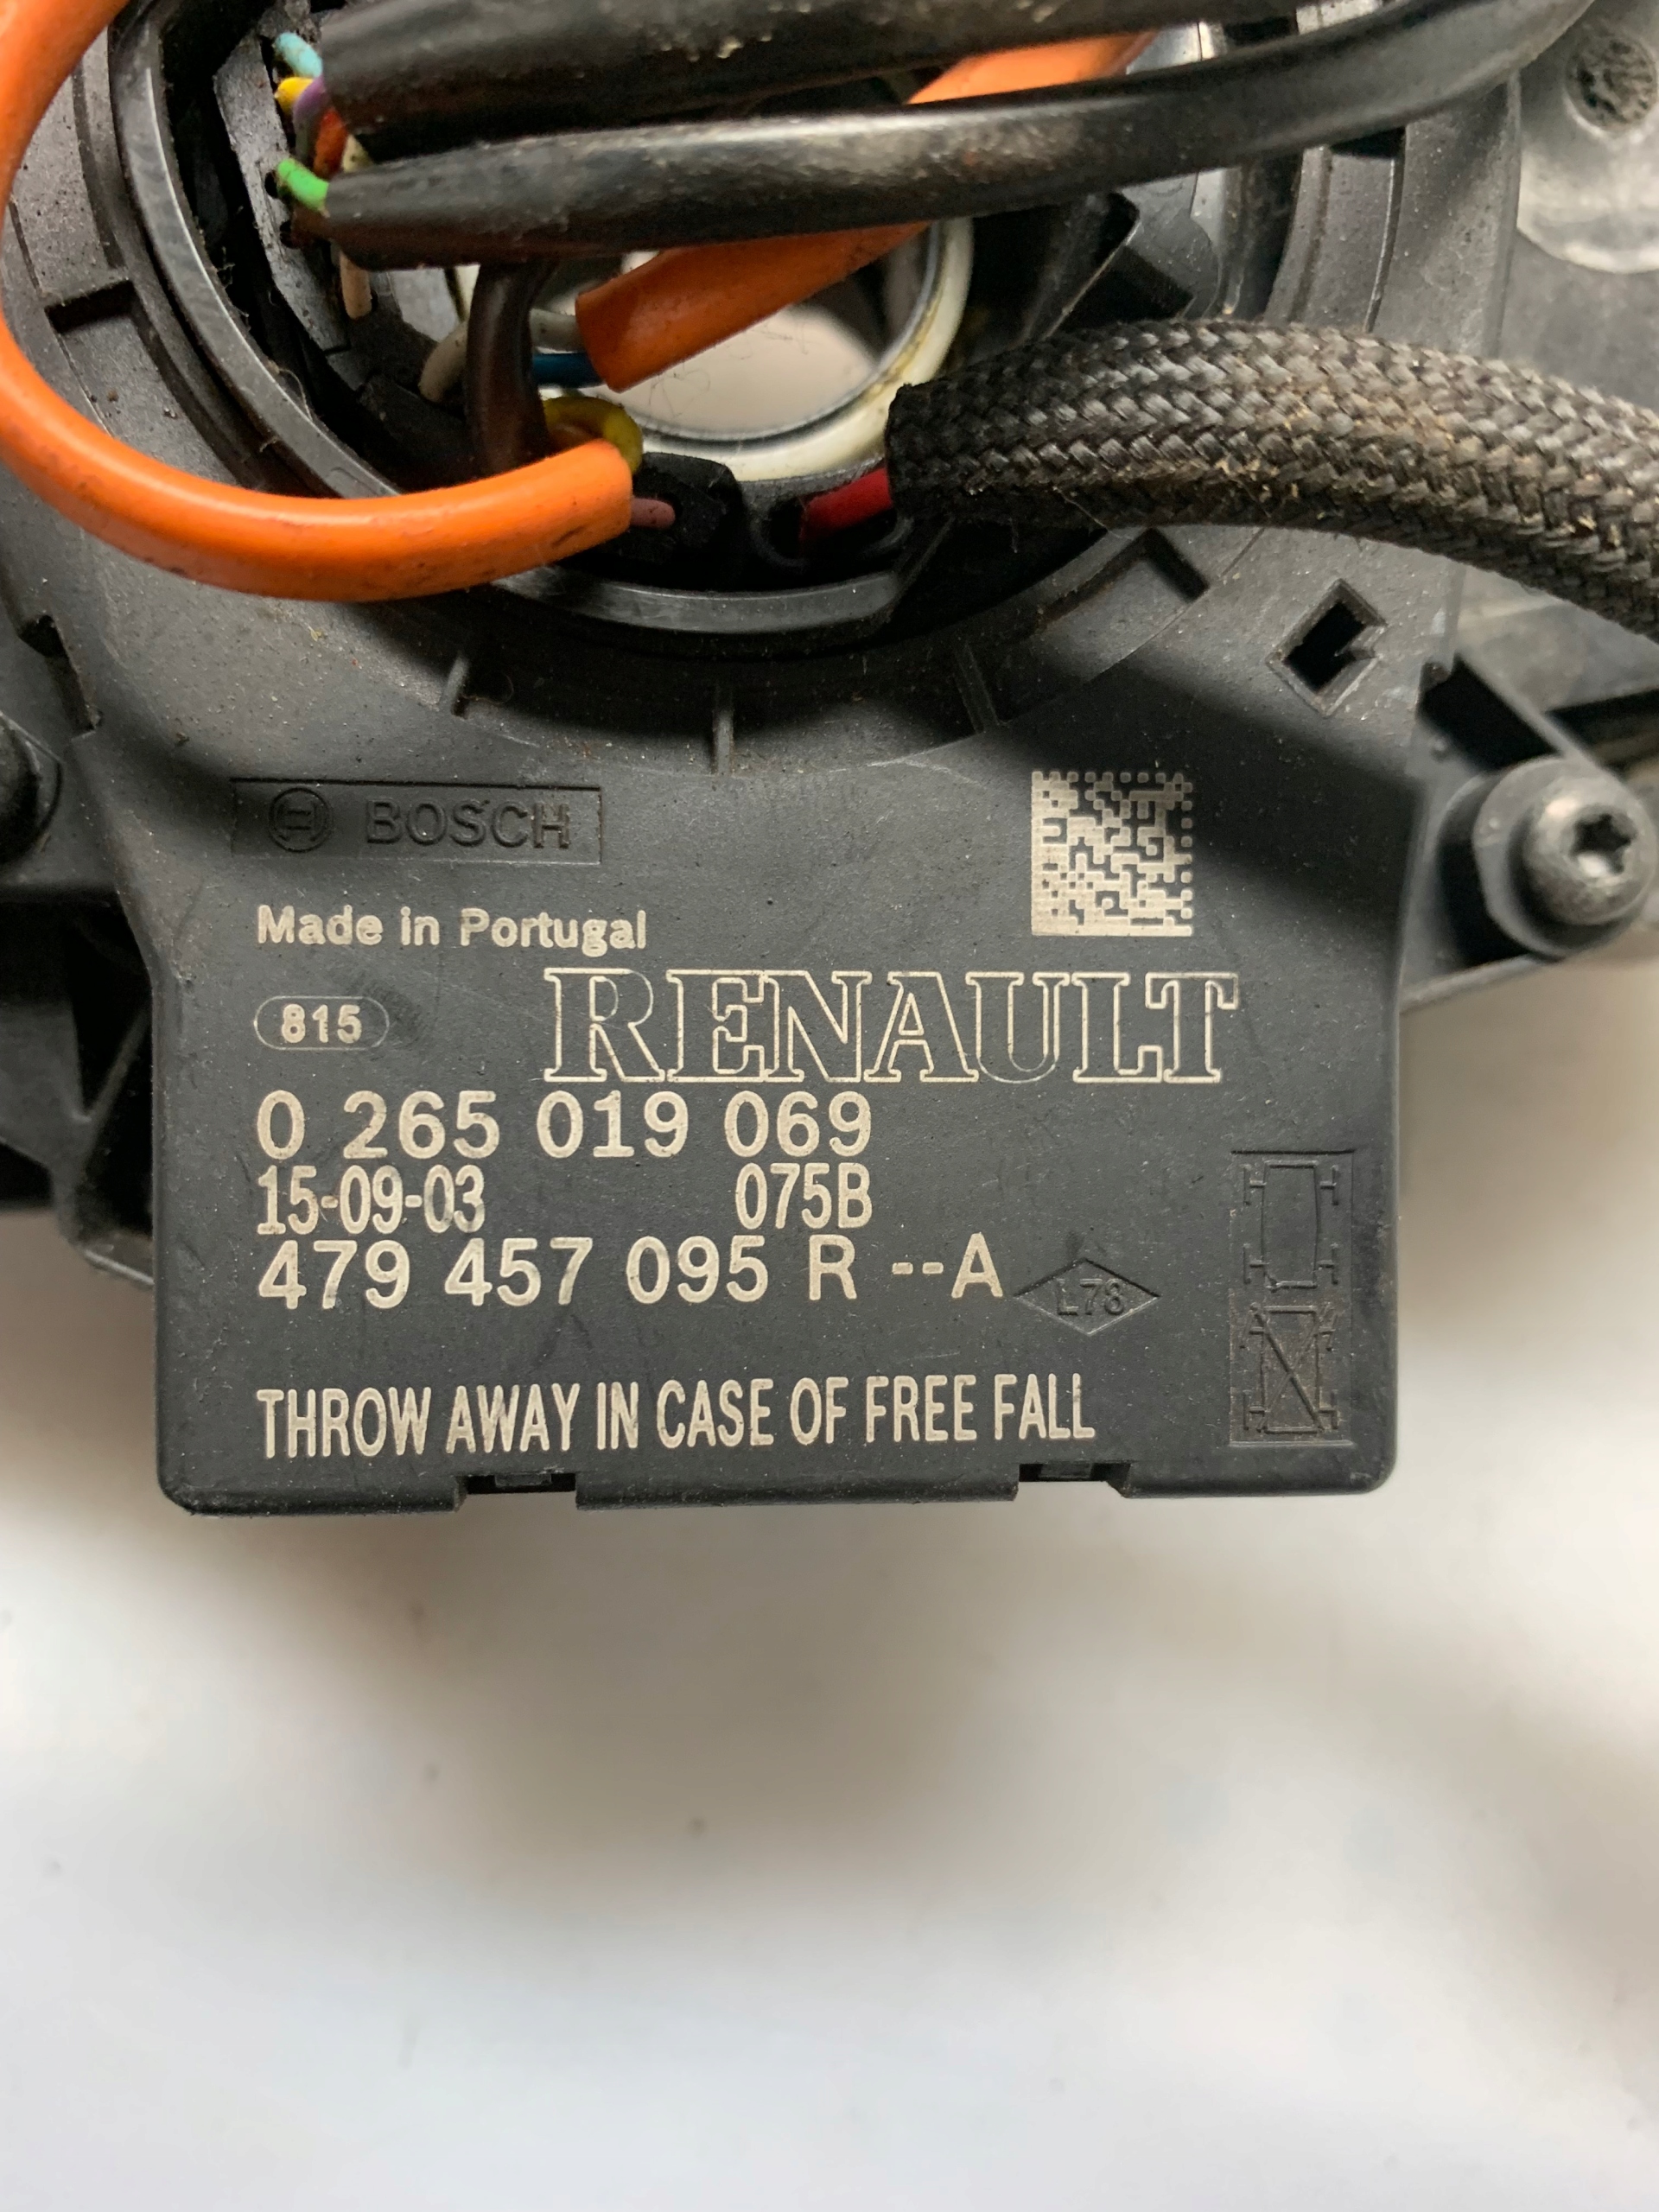 BOSCH
Made in Portugal
815
RENAULT
0 265 019 069
15-09-03 075B
479 457 095 R --A
L78
THROW AWAY IN CASE OF FREE FALL